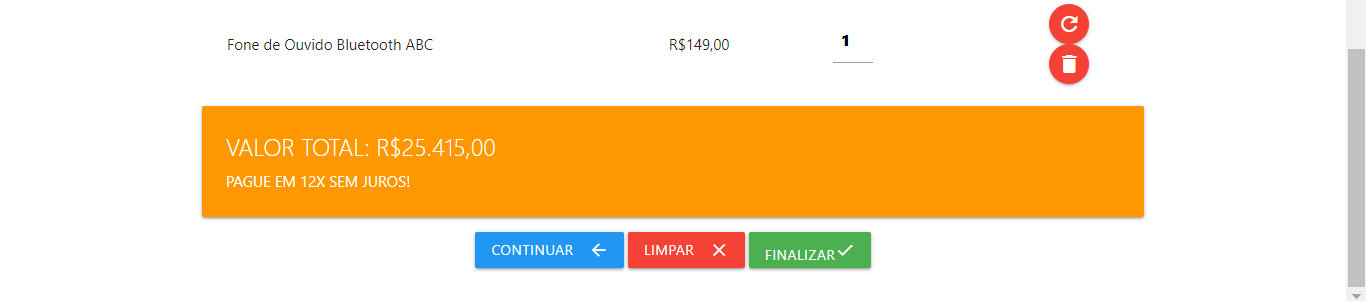 Fone de Ouvido Bluetooth ABC R$149,00 1
VALOR TOTAL: R$25.415,00
PAGUE EM 12X SEM JUROS!
CONTINUAR LIMPAR FINALIZAR